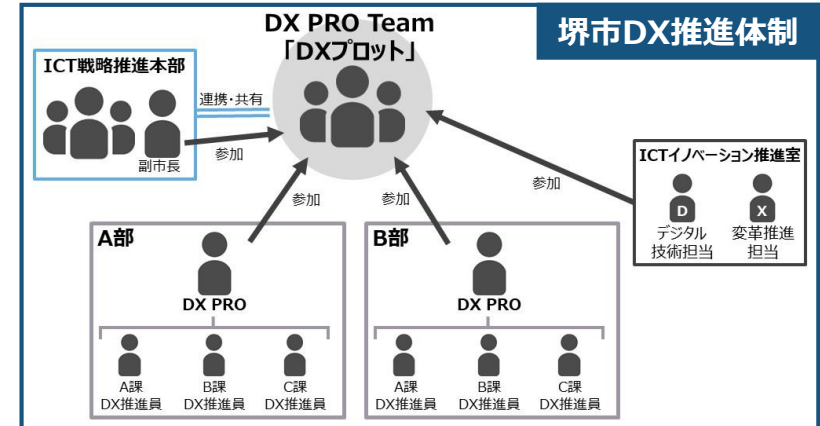 堺市DX推進体制
DX PRO Team
「DXプロット」
ICT戦略推進本部
副市長
連携・共有
参加
参加
参加
参加
ICTイノベーション推進室
D
X
デジタル
技術担当
変革推進
担当
A部
DX PRO
A課
DX推進員
B課
DX推進員
C課
DX推進員
B部
DX PRO
A課
DX推進員
B課
DX推進員
C課
DX推進員